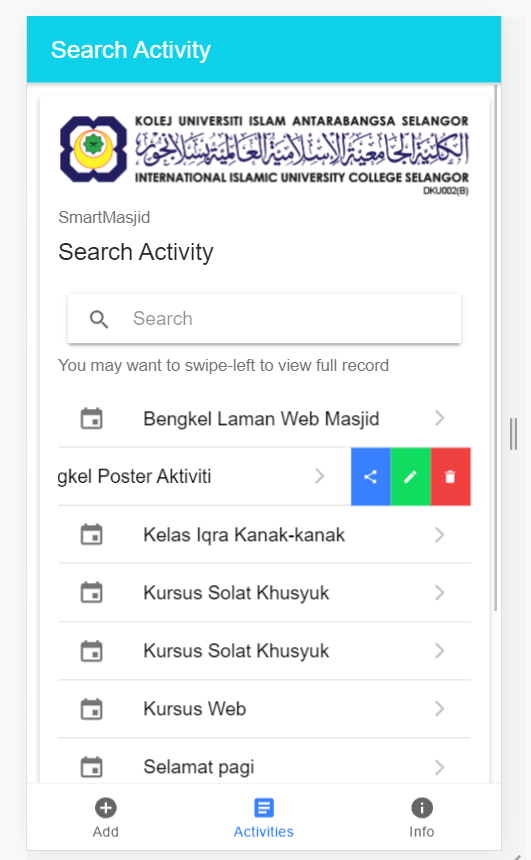 Search Activity
KOLEJ UNIVERSITI ISLAM ANTARABANGSA SELANGOR
الكلية الجامعية الإسلامية العالمية بسلانجور
INTERNATIONAL ISLAMIC UNIVERSITY COLLEGE SELANGOR
DKU002(B)
SmartMasjid
Search Activity
Search
You may want to swipe-left to view full record
Bengkel Laman Web Masjid
gkel Poster Aktiviti
Kelas Iqra Kanak-kanak
Kursus Solat Khusyuk
Kursus Solat Khusyuk
Kursus Web
Selamat pagi
Add
Activities
Info